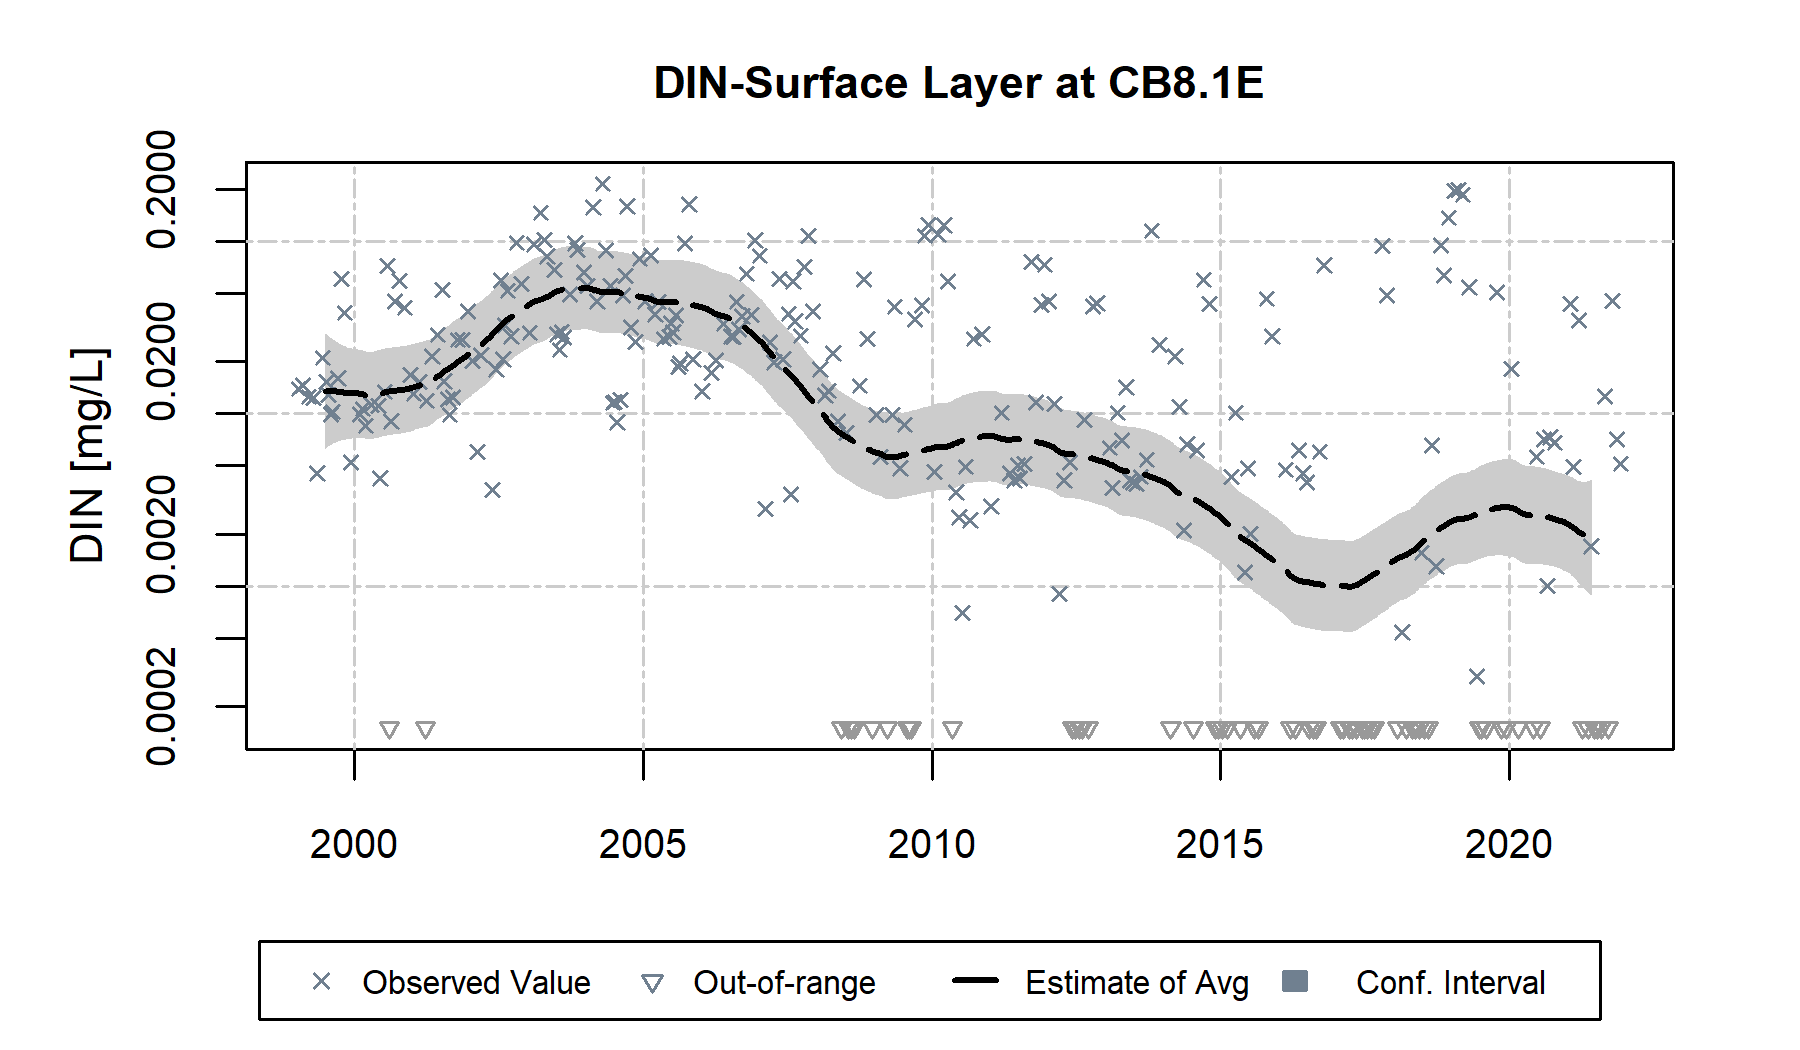 DIN-Surface Layer at CB8.1E
DIN [mg/L]
0.2000
0.0200
0.0020
0.0002
2000 2005 2010 2015 2020
Observed Value Out-of-range Estimate of Avg Conf. Interval